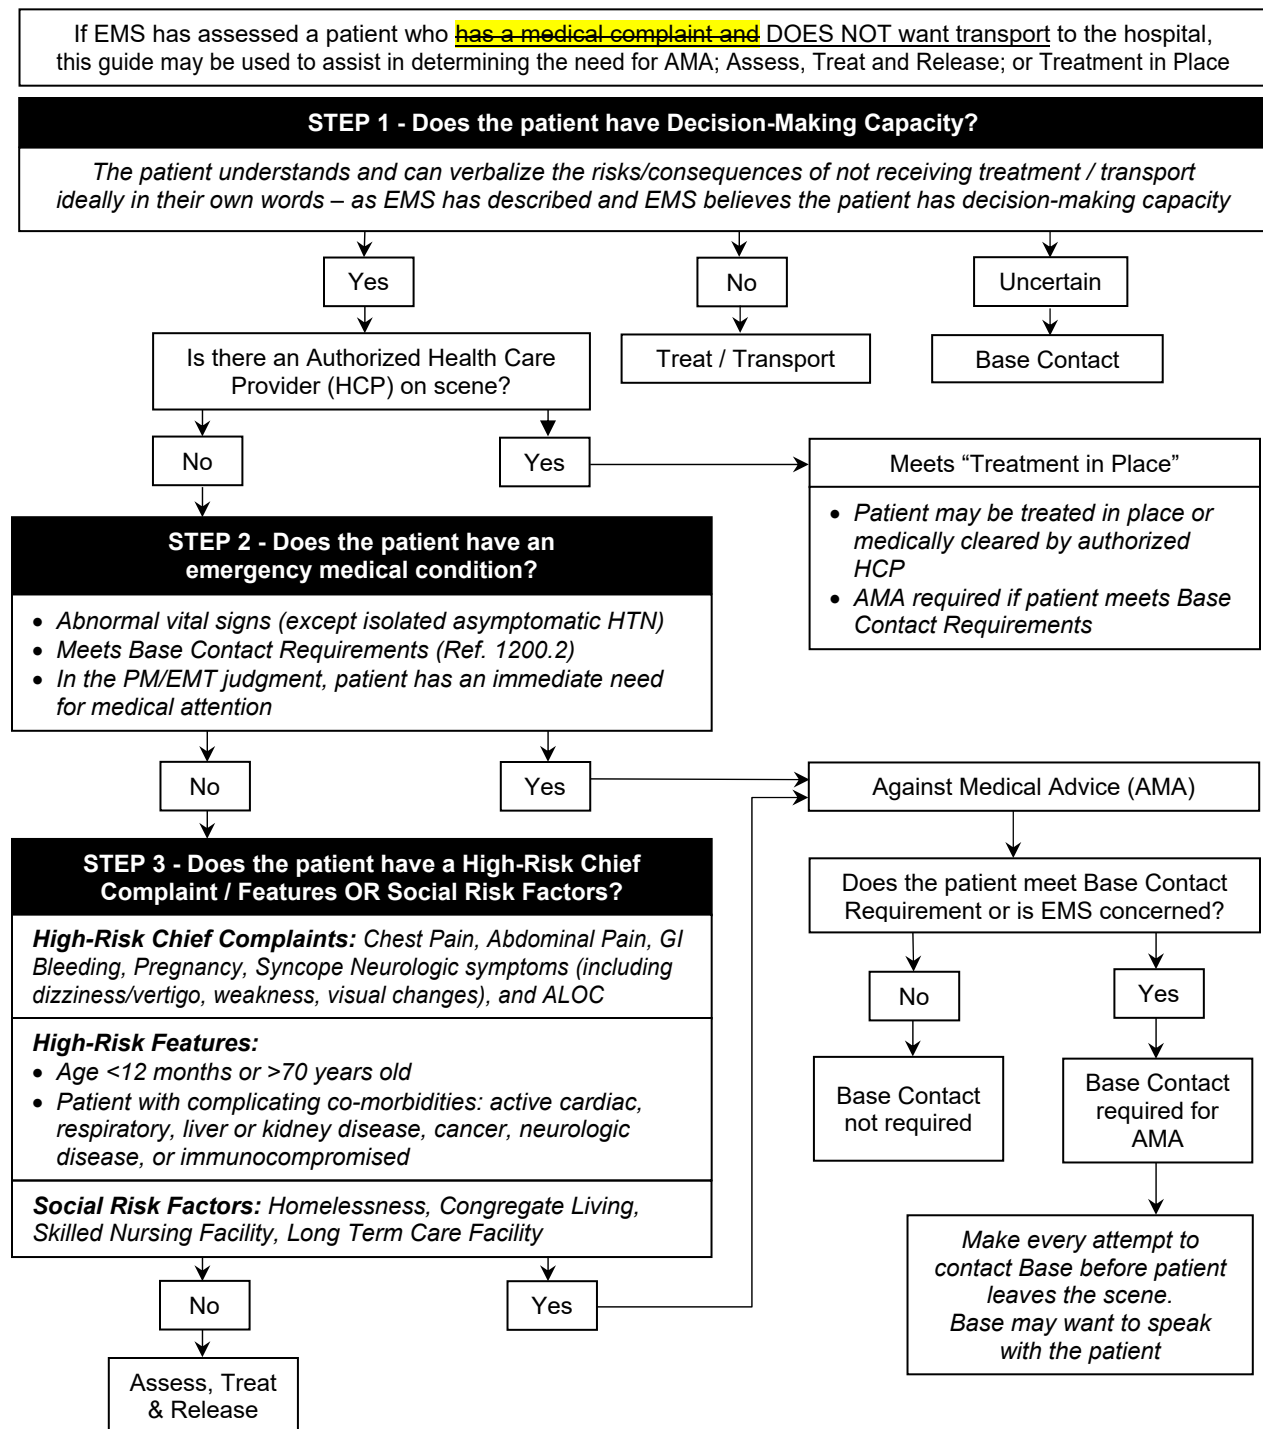 If EMS has assessed a patient who has a medical complaint and DOES NOT want transport to the hospital,
this guide may be used to assist in determining the need for AMA; Assess, Treat and Release; or Treatment in Place
STEP 1 - Does the patient have Decision-Making Capacity?
The patient understands and can verbalize the risks/consequences of not receiving treatment / transport
ideally in their own words – as EMS has described and EMS believes the patient has decision-making capacity
Yes
No
Uncertain
Is there an Authorized Health Care
Provider (HCP) on scene?
Treat / Transport
Base Contact
No
Yes
Meets “Treatment in Place”
• Patient may be treated in place or
medically cleared by authorized
HCP
• AMA required if patient meets Base
Contact Requirements
STEP 2 - Does the patient have an
emergency medical condition?
• Abnormal vital signs (except isolated asymptomatic HTN)
• Meets Base Contact Requirements (Ref. 1200.2)
• In the PM/EMT judgment, patient has an immediate need
for medical attention
No
Yes
Against Medical Advice (AMA)
Does the patient meet Base Contact
Requirement or is EMS concerned?
No
Yes
Base Contact
not required
Base Contact
required for
AMA
Make every attempt to
contact Base before patient
leaves the scene.
Base may want to speak
with the patient
STEP 3 - Does the patient have a High-Risk Chief
Complaint / Features OR Social Risk Factors?
High-Risk Chief Complaints: Chest Pain, Abdominal Pain, GI
Bleeding, Pregnancy, Syncope Neurologic symptoms (including
dizziness/vertigo, weakness, visual changes), and ALOC
High-Risk Features:
• Age <12 months or >70 years old
• Patient with complicating co-morbidities: active cardiac,
respiratory, liver or kidney disease, cancer, neurologic
disease, or immunocompromised
Social Risk Factors: Homelessness, Congregate Living,
Skilled Nursing Facility, Long Term Care Facility
No
Yes
Assess, Treat
& Release